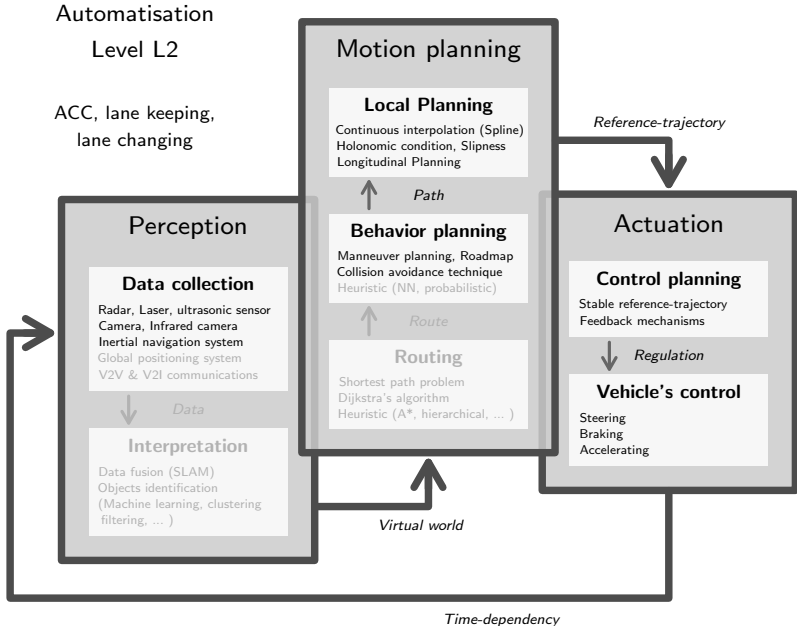 Automatisation
Level L2
ACC, lane keeping,
lane changing
Perception
Data collection
Radar, Laser, ultrasonic sensor
Camera, Infrared camera
Inertial navigation system
Global positioning system
V2V & V2I communications
Data
Interpretation
Data fusion (SLAM)
Objects identification
(Machine learning, clustering
filtering, ... )
Virtual world
Motion planning
Local Planning
Continuous interpolation (Spline)
Holonomic condition, Slipness
Longitudinal Planning
Path
Behavior planning
Manneuver planning, Roadmap
Collision avoidance technique
Heuristic (NN, probabilistic)
Route
Routing
Shortest path problem
Dijkstra's algorithm
Heuristic (A*, hierarchical, ... )
Reference-trajectory
Actuation
Control planning
Stable reference-trajectory
Feedback mechanisms
Regulation
Vehicle's control
Steering
Braking
Accelerating
Time-dependency